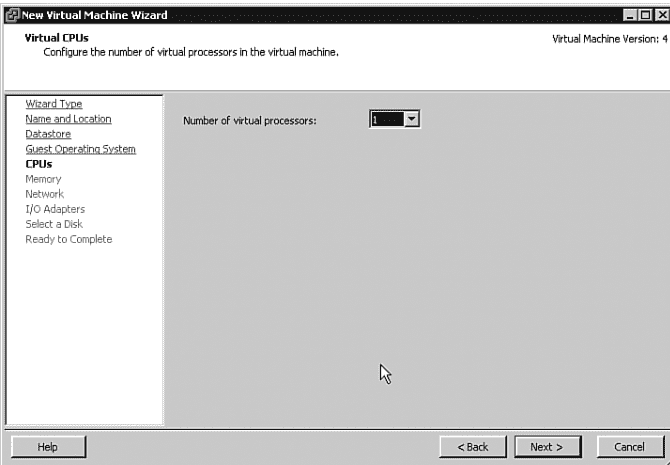 New Virtual Machine Wizard
Virtual CPUs
Configure the number of virtual processors in the virtual machine.
Virtual Machine Version: 4
Wizard Type
Name and Location
Datastore
Guest Operating System
CPUs
Memory
Network
I/O Adapters
Select a Disk
Ready to Complete
Number of virtual processors:
1
Help
< Back
Next >
Cancel